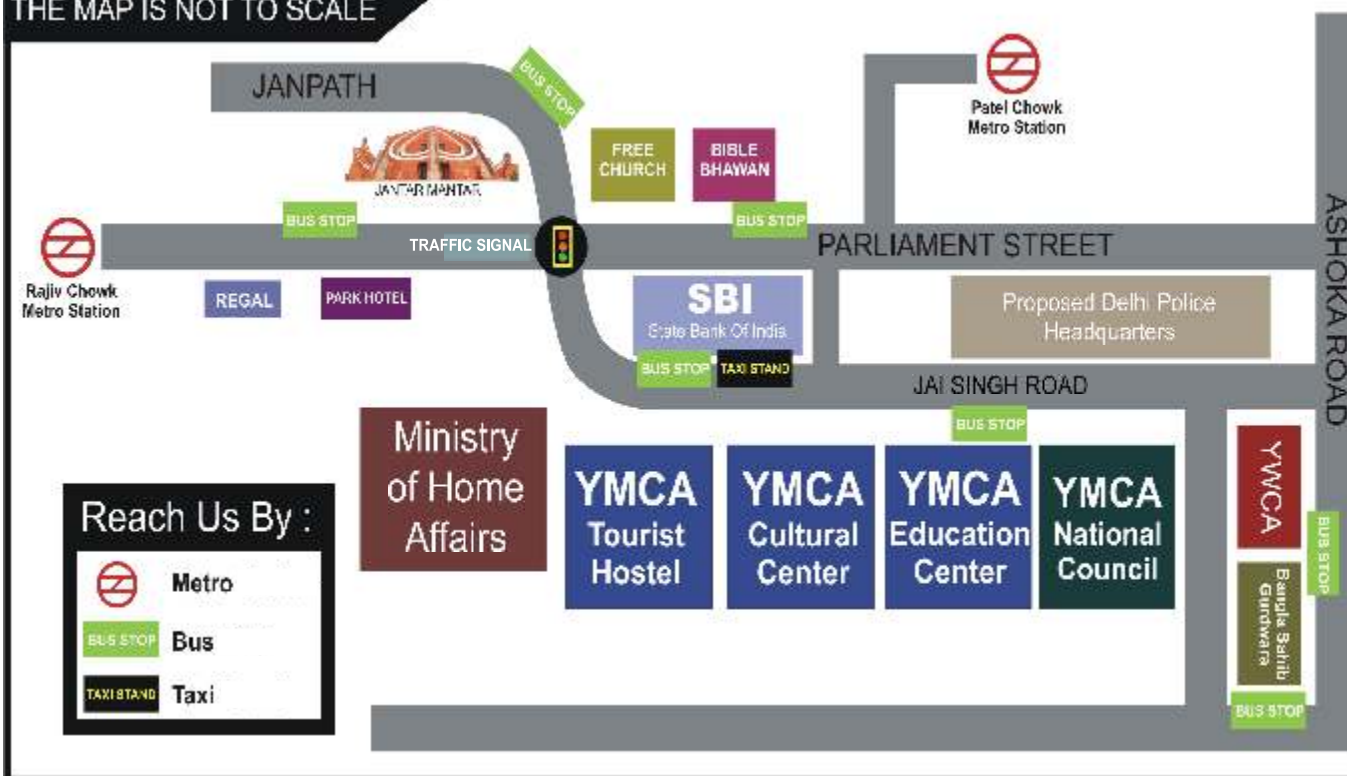 THE MAP IS NOT TO SCALE
JANPATH
BUS STOP
Patel Chowk
Metro Station
JANTAR MANTAR
FREE
CHURCH
BIBLE
BHAWAN
BUS STOP
BUS STOP
TRAFFIC SIGNAL
PARLIAMENT STREET
ASHOKA ROAD
Rajiv Chowk
Metro Station
REGAL
PARK HOTEL
SBI
State Bank Of India
Proposed Delhi Police
Headquarters
BUS STOP
TAXI STAND
JAI SINGH ROAD
BUS STOP
Ministry
of Home
Affairs
YMCA
Tourist
Hostel
YMCA
Cultural
Center
YMCA
Education
Center
YMCA
National
Council
YWCA
BUS STOP
Bangla Sahib
Gurdwara
BUS STOP
Reach Us By :
Metro
BUS STOP
Bus
TAXI STAND
Taxi